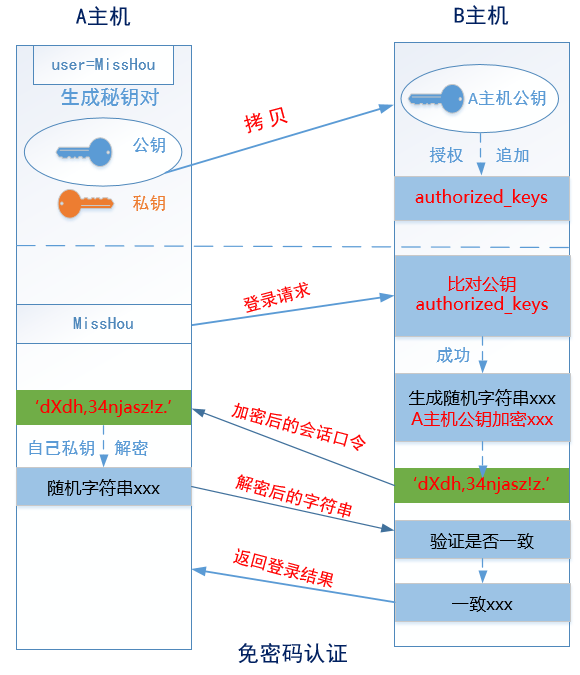 A主机
B主机
user=MissHou
生成秘钥对
公钥
私钥
拷 贝
A主机公钥
授权
追加
authorized_keys
MissHou
登录请求
比对公钥
authorized_keys
成功
生成随机字符串xxx
A主机公钥加密xxx
加密后的会话口令
‘dXdh,34njasz!z.’
‘dXdh,34njasz!z.’
自己私钥
解密
随机字符串xxx
解密后的字符串
验证是否一致
返回登录结果
一致xxx
免密码认证